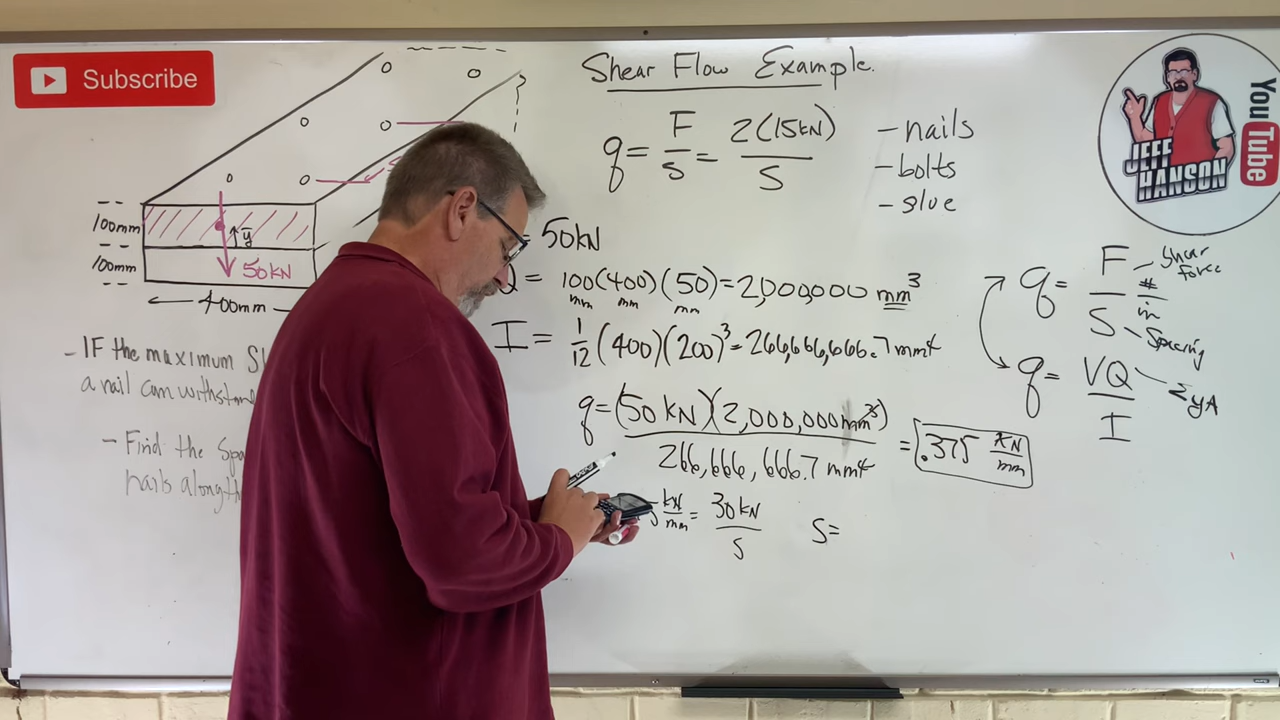 Subscribe
Shear Flow Example.
q = F/S = 2(15kN)/S
- nails
- bolts
- glue
YouTube
JEFF
HANSON
100mm
100mm
ȳ
50kN
400mm
= 50kN
Q = 100(400)(50) = 2,000,000 mm³
mm mm mm
I = 1/12 (400)(200)³ = 266,666,666.7 mm⁴
q = (50 kN)(2,000,000 mm³)/266,666,666.7 mm⁴ = .375 kN/mm
kN/mm = 30kN/S S=
q = F/S
Shear force
#/in
Spacing
q = VQ/I
ΣyA
- IF the maximum
a nail can withstand
- Find the
nails along